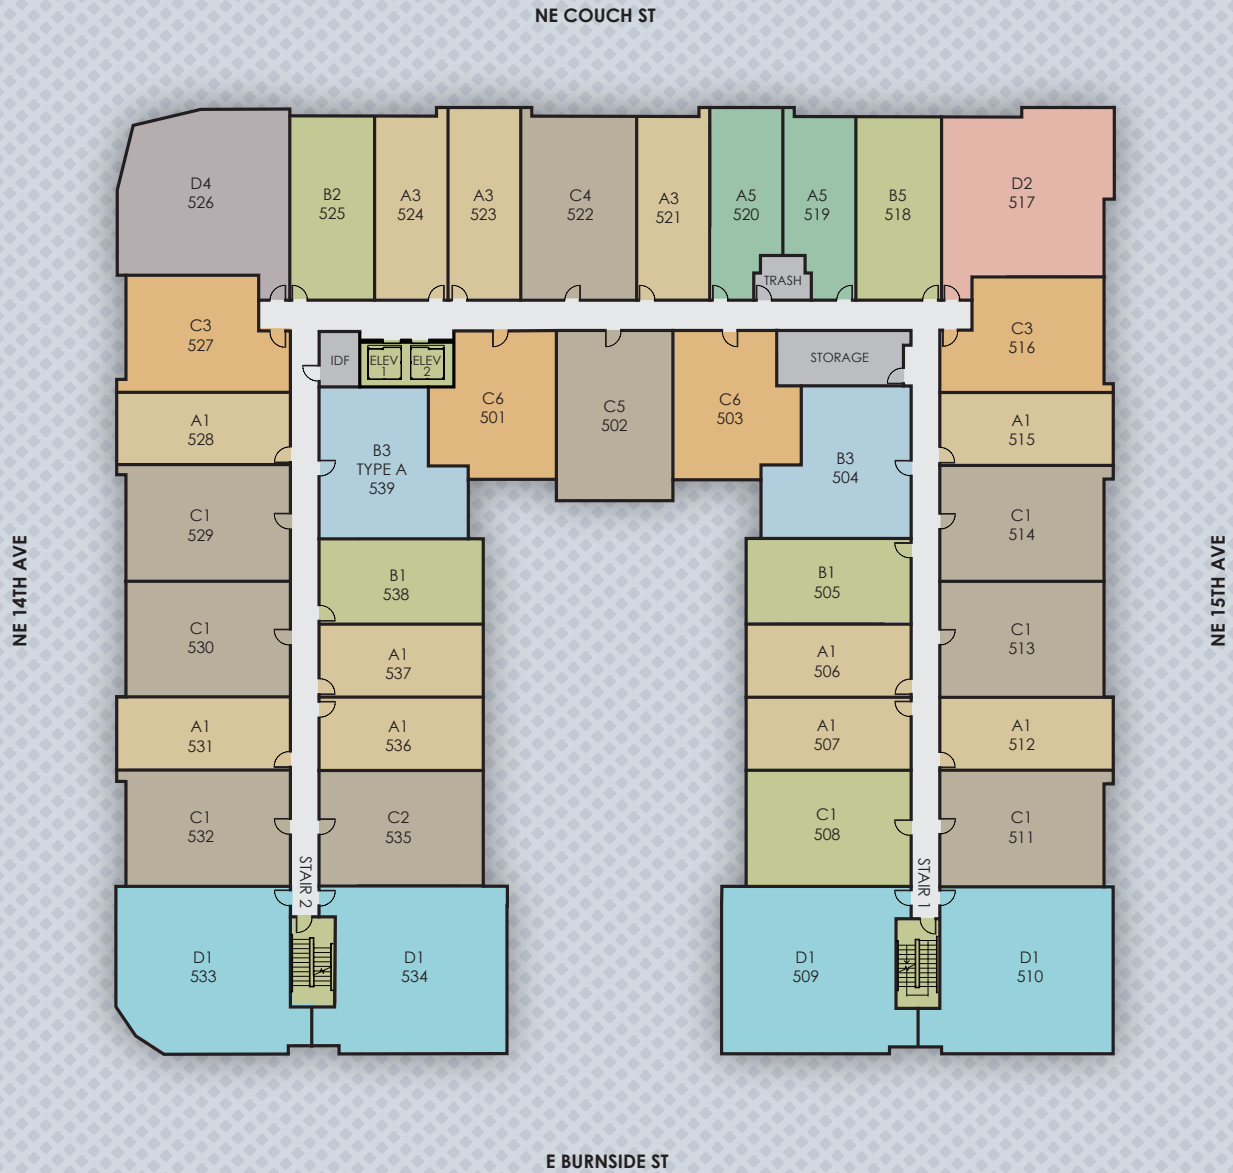 NE COUCH ST
D4
526
B2
525
A3
524
A3
523
C4
522
A3
521
A5
520
A5
519
B5
518
D2
517
TRASH
C3
527
IDF
ELEV
1
ELEV
2
C6
501
C5
502
C6
503
STORAGE
C3
516
A1
528
B3
TYPE A
539
B3
504
A1
515
C1
529
C1
514
B1
538
B1
505
C1
530
C1
513
A1
537
A1
506
A1
531
A1
536
A1
507
A1
512
C1
532
C2
535
C1
508
C1
511
STAIR 2
STAIR 1
D1
533
D1
534
D1
509
D1
510
NE 14TH AVE
NE 15TH AVE
E BURNSIDE ST